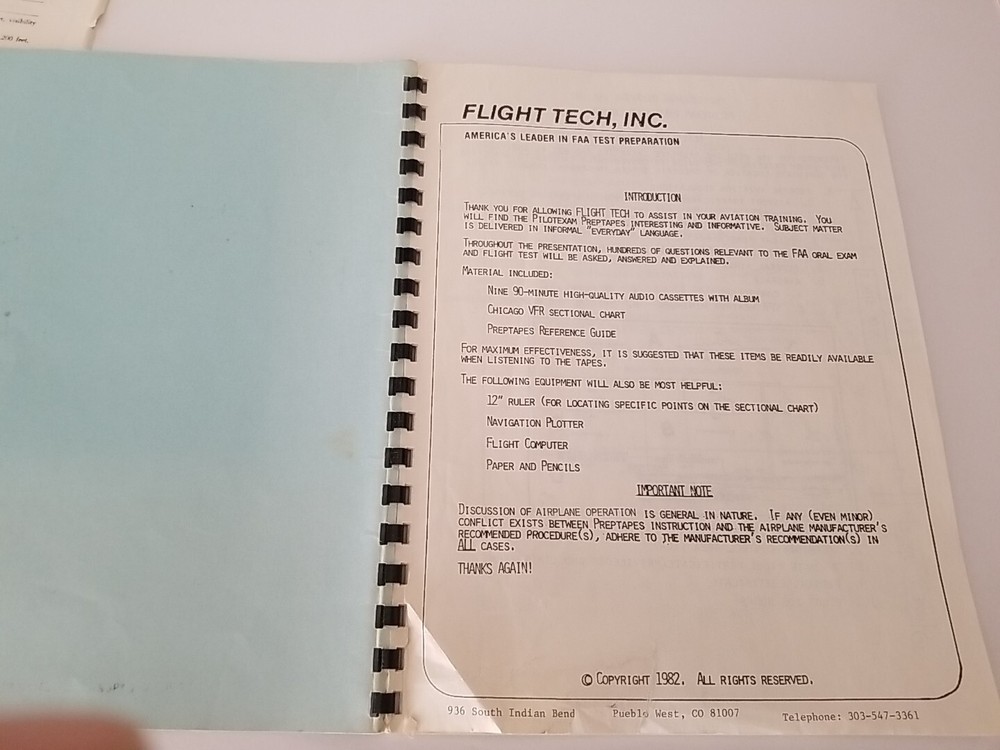 visibility
200 feet.
FLIGHT TECH, INC.
AMERICA'S LEADER IN FAA TEST PREPARATION
INTRODUCTION
THANK YOU FOR ALLOWING FLIGHT TECH TO ASSIST IN YOUR AVIATION TRAINING. YOU
WILL FIND THE PILOTEXAM PREPTAPES INTERESTING AND INFORMATIVE. SUBJECT MATTER
IS DELIVERED IN INFORMAL "EVERYDAY" LANGUAGE.
THROUGHOUT THE PRESENTATION, HUNDREDS OF QUESTIONS RELEVANT TO THE FAA ORAL EXAM
AND FLIGHT TEST WILL BE ASKED, ANSWERED AND EXPLAINED.
MATERIAL INCLUDED:
NINE 90-MINUTE HIGH-QUALITY AUDIO CASSETTES WITH ALBUM
CHICAGO VFR SECTIONAL CHART
PREPTAPES REFERENCE GUIDE
FOR MAXIMUM EFFECTIVENESS, IT IS SUGGESTED THAT THESE ITEMS BE READILY AVAILABLE
WHEN LISTENING TO THE TAPES.
THE FOLLOWING EQUIPMENT WILL ALSO BE MOST HELPFUL:
12" RULER (FOR LOCATING SPECIFIC POINTS ON THE SECTIONAL CHART)
NAVIGATION PLOTTER
FLIGHT COMPUTER
PAPER AND PENCILS
IMPORTANT NOTE
DISCUSSION OF AIRPLANE OPERATION IS GENERAL IN NATURE. IF ANY (EVEN MINOR)
CONFLICT EXISTS BETWEEN PREPTAPES INSTRUCTION AND THE AIRPLANE MANUFACTURER'S
RECOMMENDED PROCEDURE(S), ADHERE TO THE MANUFACTURER'S RECOMMENDATION(S) IN
ALL CASES.
THANKS AGAIN!
© COPYRIGHT 1982. ALL RIGHTS RESERVED.
936 South Indian Bend Pueblo West, CO 81007 Telephone: 303-547-3361